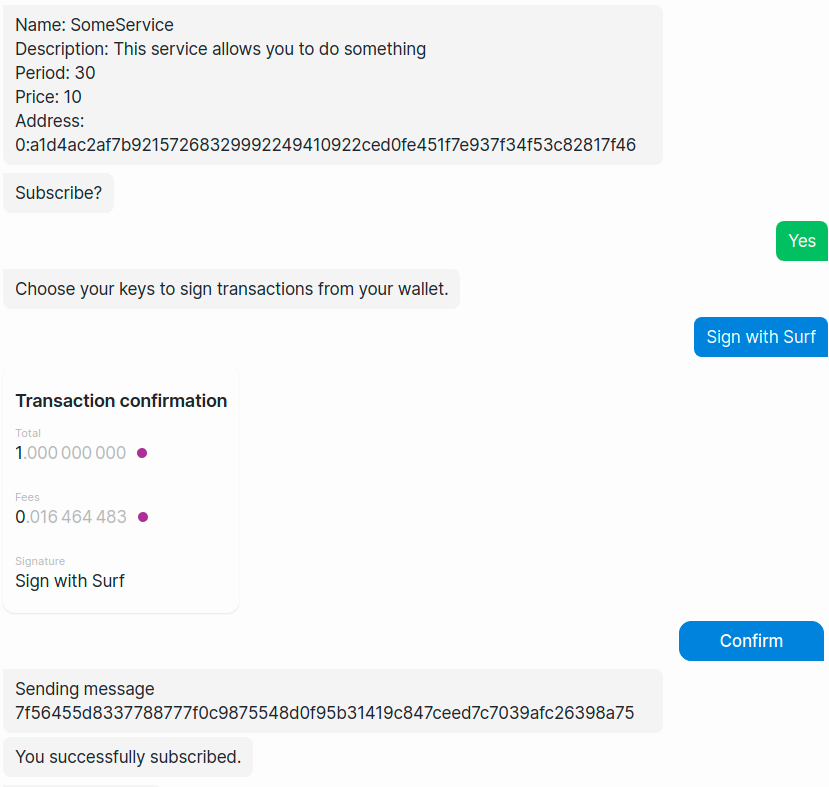 Name: SomeService
Description: This service allows you to do something
Period: 30
Price: 10
Address:
0:a1d4ac2af7b92157268329992249410922ced0fe451f7e937f34f53c82817f46
Subscribe?
Yes
Choose your keys to sign transactions from your wallet.
Sign with Surf
Transaction confirmation
Total
1.000 000 000
Fees
0.016 464 483
Signature
Sign with Surf
Confirm
Sending message
7f56455d8337788777f0c9875548d0f95b31419c847ceed7c7039afc26398a75
You successfully subscribed.